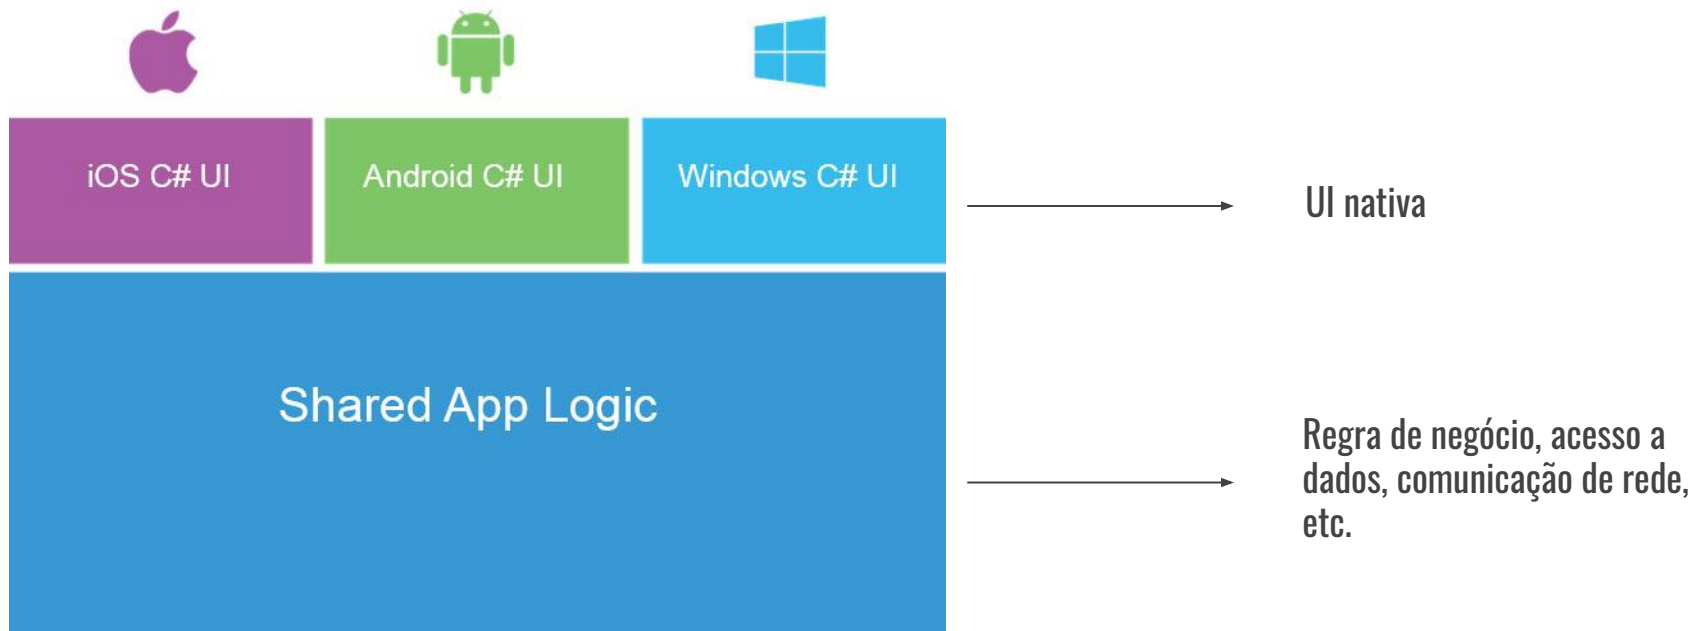 iOS C# UI
Android C# UI
Windows C# UI
UI nativa
Shared App Logic
Regra de negócio, acesso a
dados, comunicação de rede,
etc.